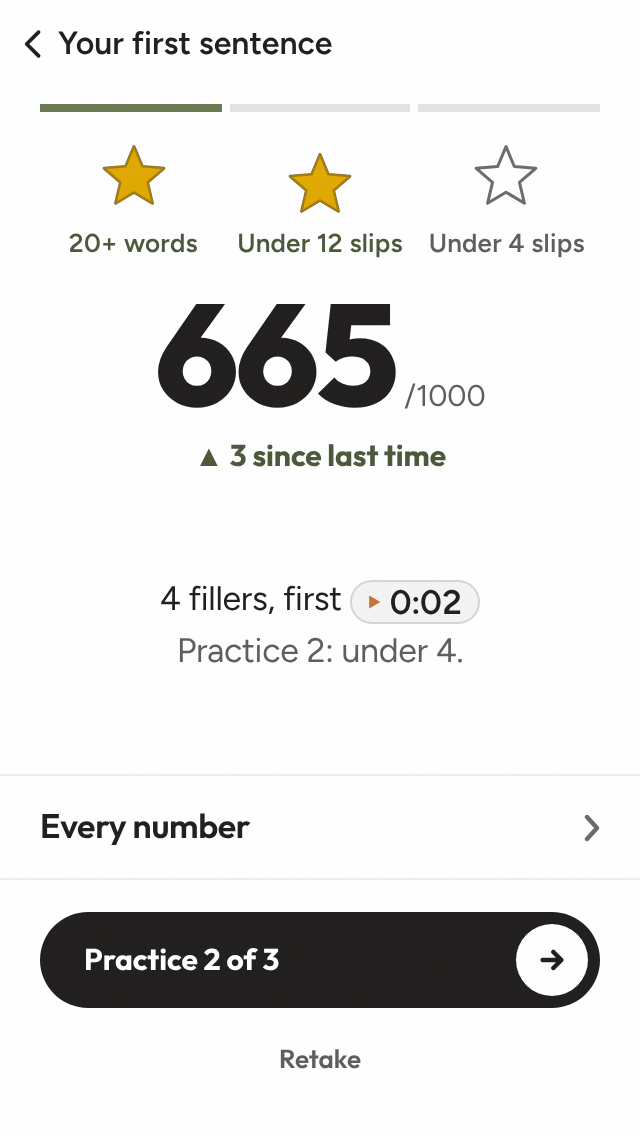 Your first sentence
20+ words
Under 12 slips
Under 4 slips
665/1000
▲ 3 since last time
4 fillers, first ▶ 0:02
Practice 2: under 4.
Every number
Practice 2 of 3
Retake